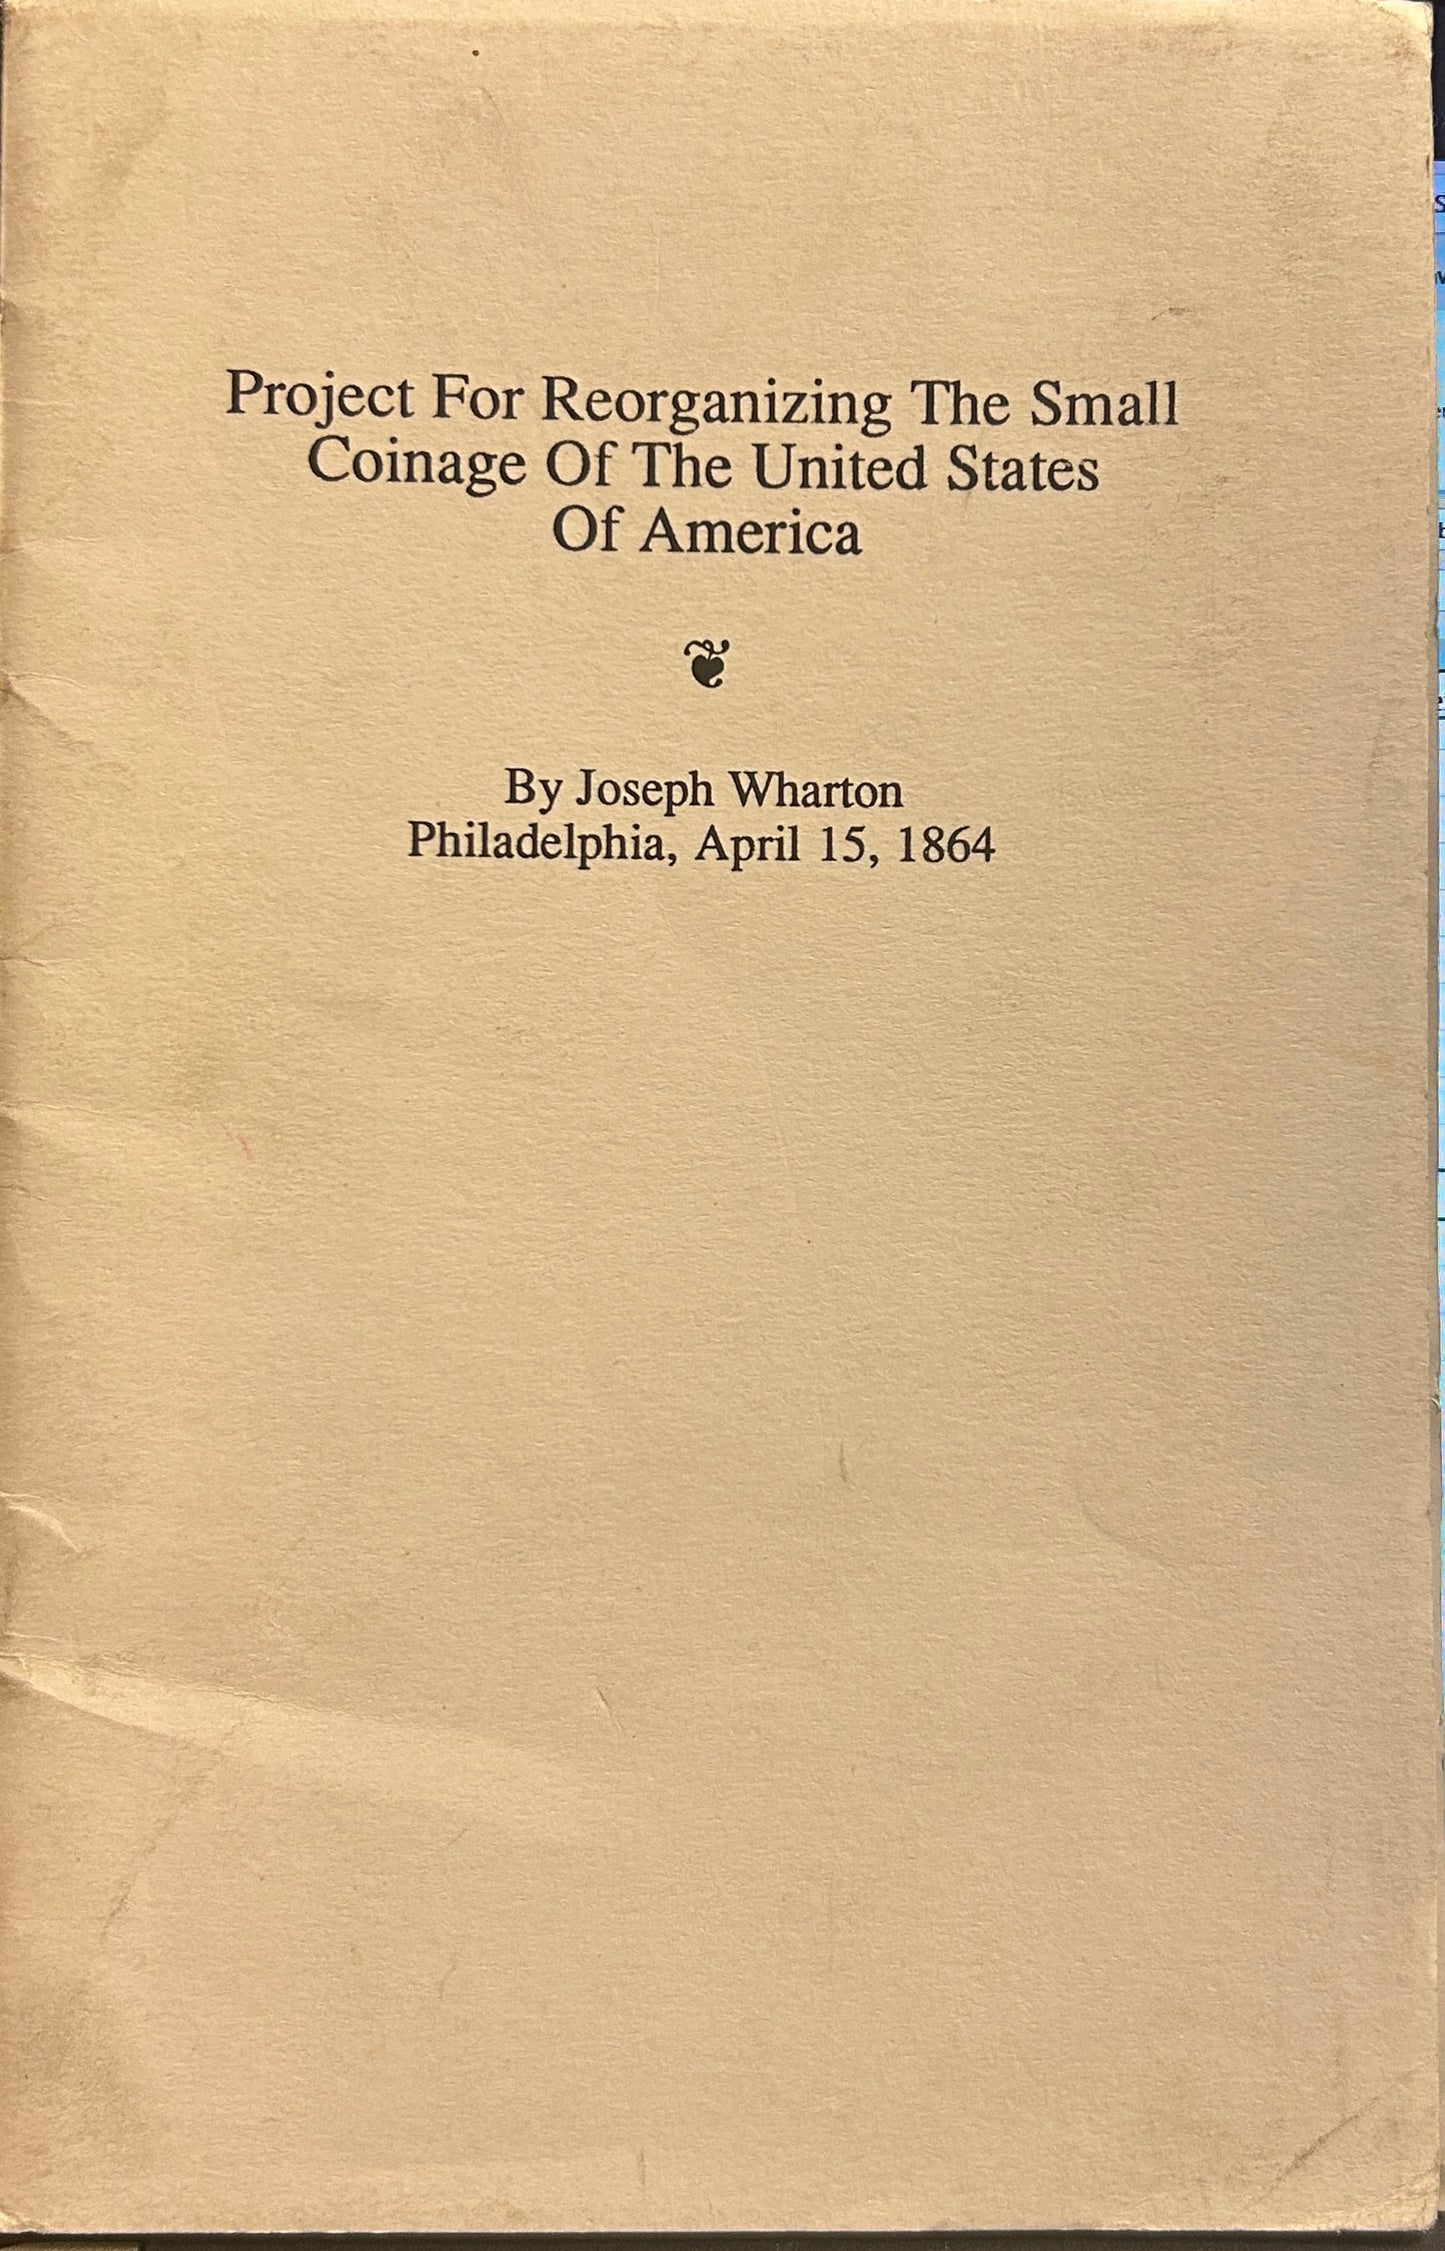 Project For Reorganizing The Small
Coinage Of The United States
Of America
❦
By Joseph Wharton
Philadelphia, April 15, 1864